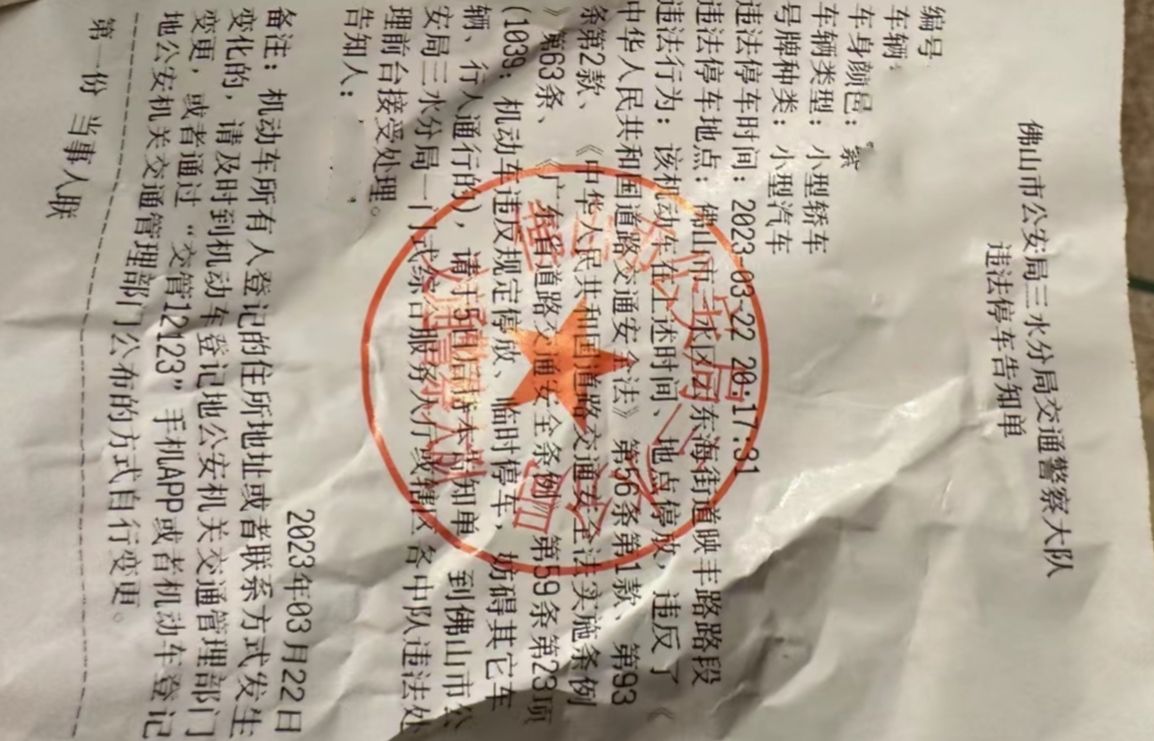 佛山市公安局三水分局交通警察大队
违法停车告知单
编号
车辆:
车身颜色: 紫
车辆类型: 小型轿车
号牌种类: 小型汽车
违法停车时间: 2023-03-22 20:17:31
违法停车地点: 佛山市三水区云东海街道映丰路路段
违法行为: 该机动车在上述时间、地点停放, 违反了《
中华人民共和国道路交通安全法》第56条第1款、第93
条第2款、《中华人民共和国道路交通安全法实施条例
》第63条、《广东省道路交通安全条例》第59条第23项
(1039: 机动车违反规定停放、临时停车, 妨碍其它车
辆、行人通行的), 请于5日后持本告知单, 到佛山市公
安局三水分局一门式综合服务大厅或辖区各中队违法处
理前台接受处理。
告知人:
2023年03月22日
备注: 机动车所有人登记的住所地址或者联系方式发生
变化的, 请及时到机动车登记地公安机关交通管理部门
变更, 或者通过“交管12123”手机APP或者机动车登记
地公安机关交通管理部门公布的方式自行变更。
第一份 当事人联